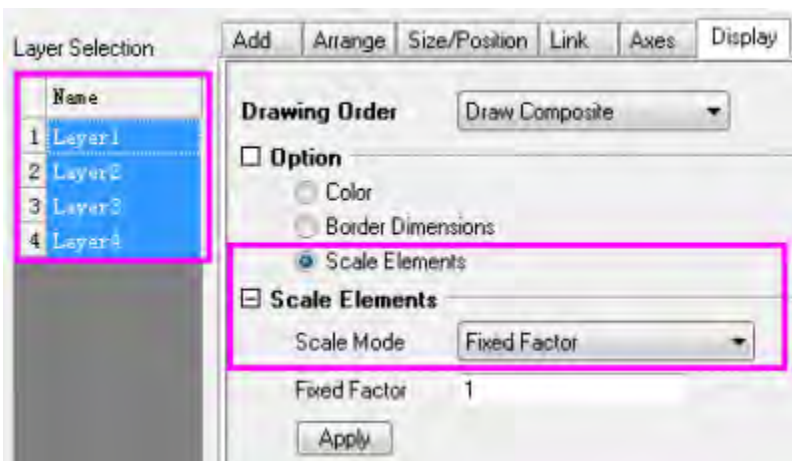 Layer Selection
Name
1 Layer1
2 Layer2
3 Layer3
4 Layer4
Add Arrange Size/Position Link Axes Display
Drawing Order Draw Composite
Option
Color
Border Dimensions
Scale Elements
Scale Elements
Scale Mode Fixed Factor
Fixed Factor 1
Apply